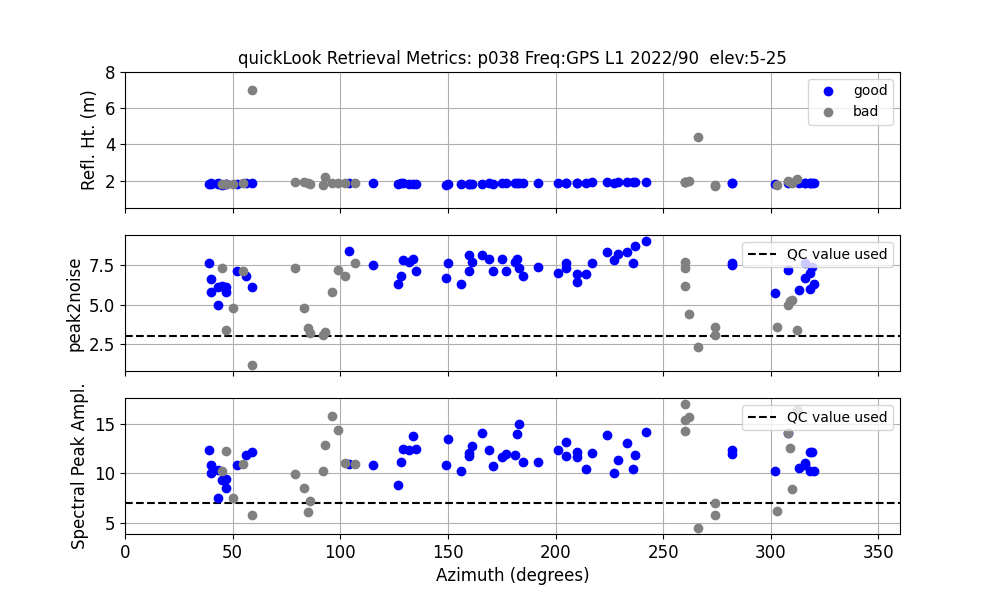 quickLook Retrieval Metrics: p038 Freq:GPS L1 2022/90  elev:5-25
8
6
4
2
Refl. Ht. (m)
good
bad
7.5
5.0
2.5
peak2noise
QC value used
15
10
5
Spectral Peak Ampl.
QC value used
0 50 100 150 200 250 300 350
Azimuth (degrees)